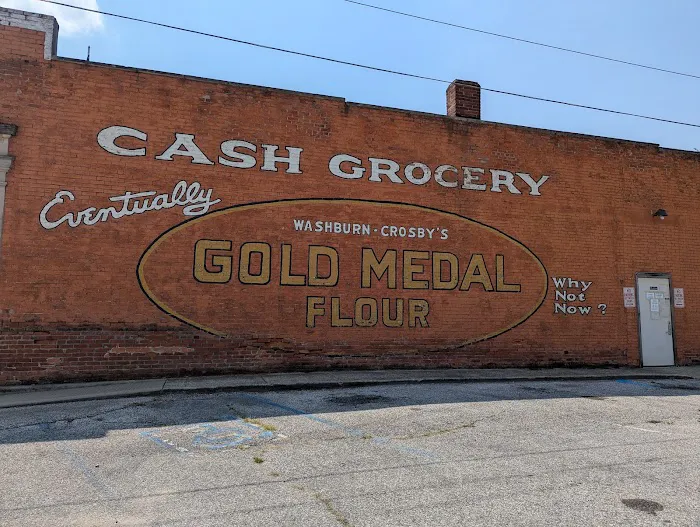 CASH GROCERY
Eventually
WASHBURN-CROSBY'S
GOLD MEDAL
FLOUR
Why
Not
Now?